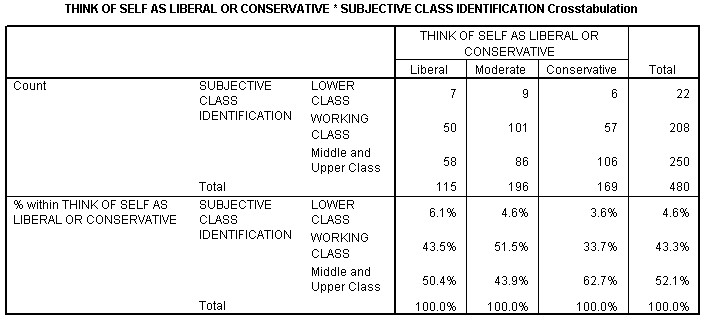 THINK OF SELF AS LIBERAL OR CONSERVATIVE * SUBJECTIVE CLASS IDENTIFICATION Crosstabulation
THINK OF SELF AS LIBERAL OR
CONSERVATIVE
Liberal Moderate Conservative Total
Count SUBJECTIVE CLASS IDENTIFICATION LOWER CLASS 7 9 6 22
WORKING CLASS 50 101 57 208
Middle and Upper Class 58 86 106 250
Total 115 196 169 480
% within THINK OF SELF AS LIBERAL OR CONSERVATIVE SUBJECTIVE CLASS IDENTIFICATION LOWER CLASS 6.1% 4.6% 3.6% 4.6%
WORKING CLASS 43.5% 51.5% 33.7% 43.3%
Middle and Upper Class 50.4% 43.9% 62.7% 52.1%
Total 100.0% 100.0% 100.0% 100.0%